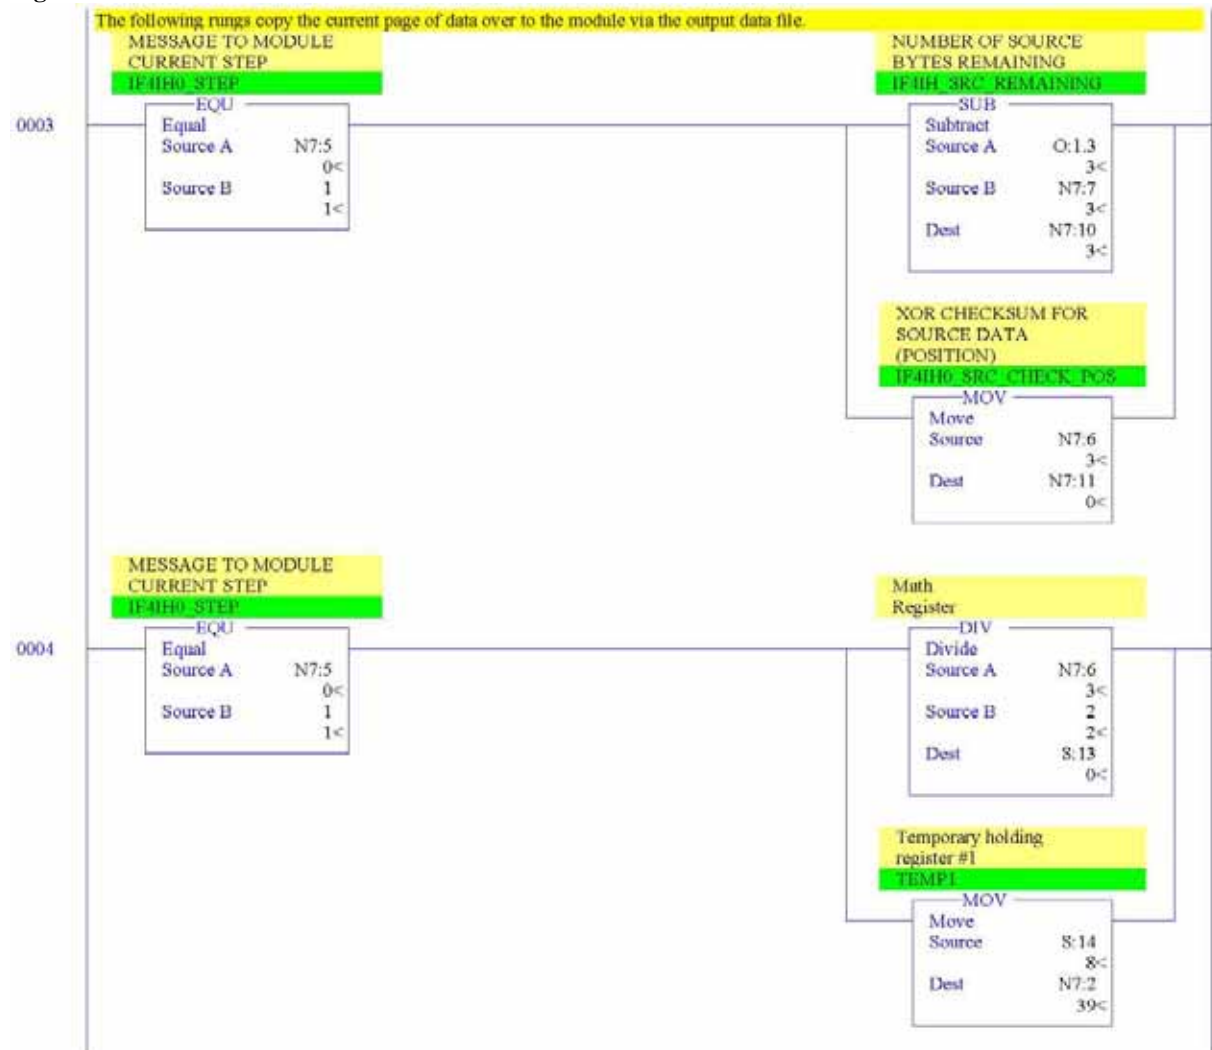 The following rungs copy the current page of data over to the module via the output data file.
MESSAGE TO MODULE
CURRENT STEP
IF4IH0_STEP
EQU
0003
Equal
Source A N7:5
0<
Source B 1
1<
NUMBER OF SOURCE
BYTES REMAINING
IF4IH_SRC_REMAINING
SUB
Subtract
Source A O:1.3
3<
Source B N7:7
3<
Dest N7:10
3<
XOR CHECKSUM FOR
SOURCE DATA
(POSITION)
IF4IH0_SRC_CHECK_POS
MOV
Move
Source N7:6
3<
Dest N7:11
0<
MESSAGE TO MODULE
CURRENT STEP
IF4IH0_STEP
EQU
0004
Equal
Source A N7:5
0<
Source B 1
1<
Math
Register
DIV
Divide
Source A N7:6
3<
Source B 2
2<
Dest S:13
0<
Temporary holding
register #1
TEMP1
MOV
Move
Source S:14
8<
Dest N7:2
39<